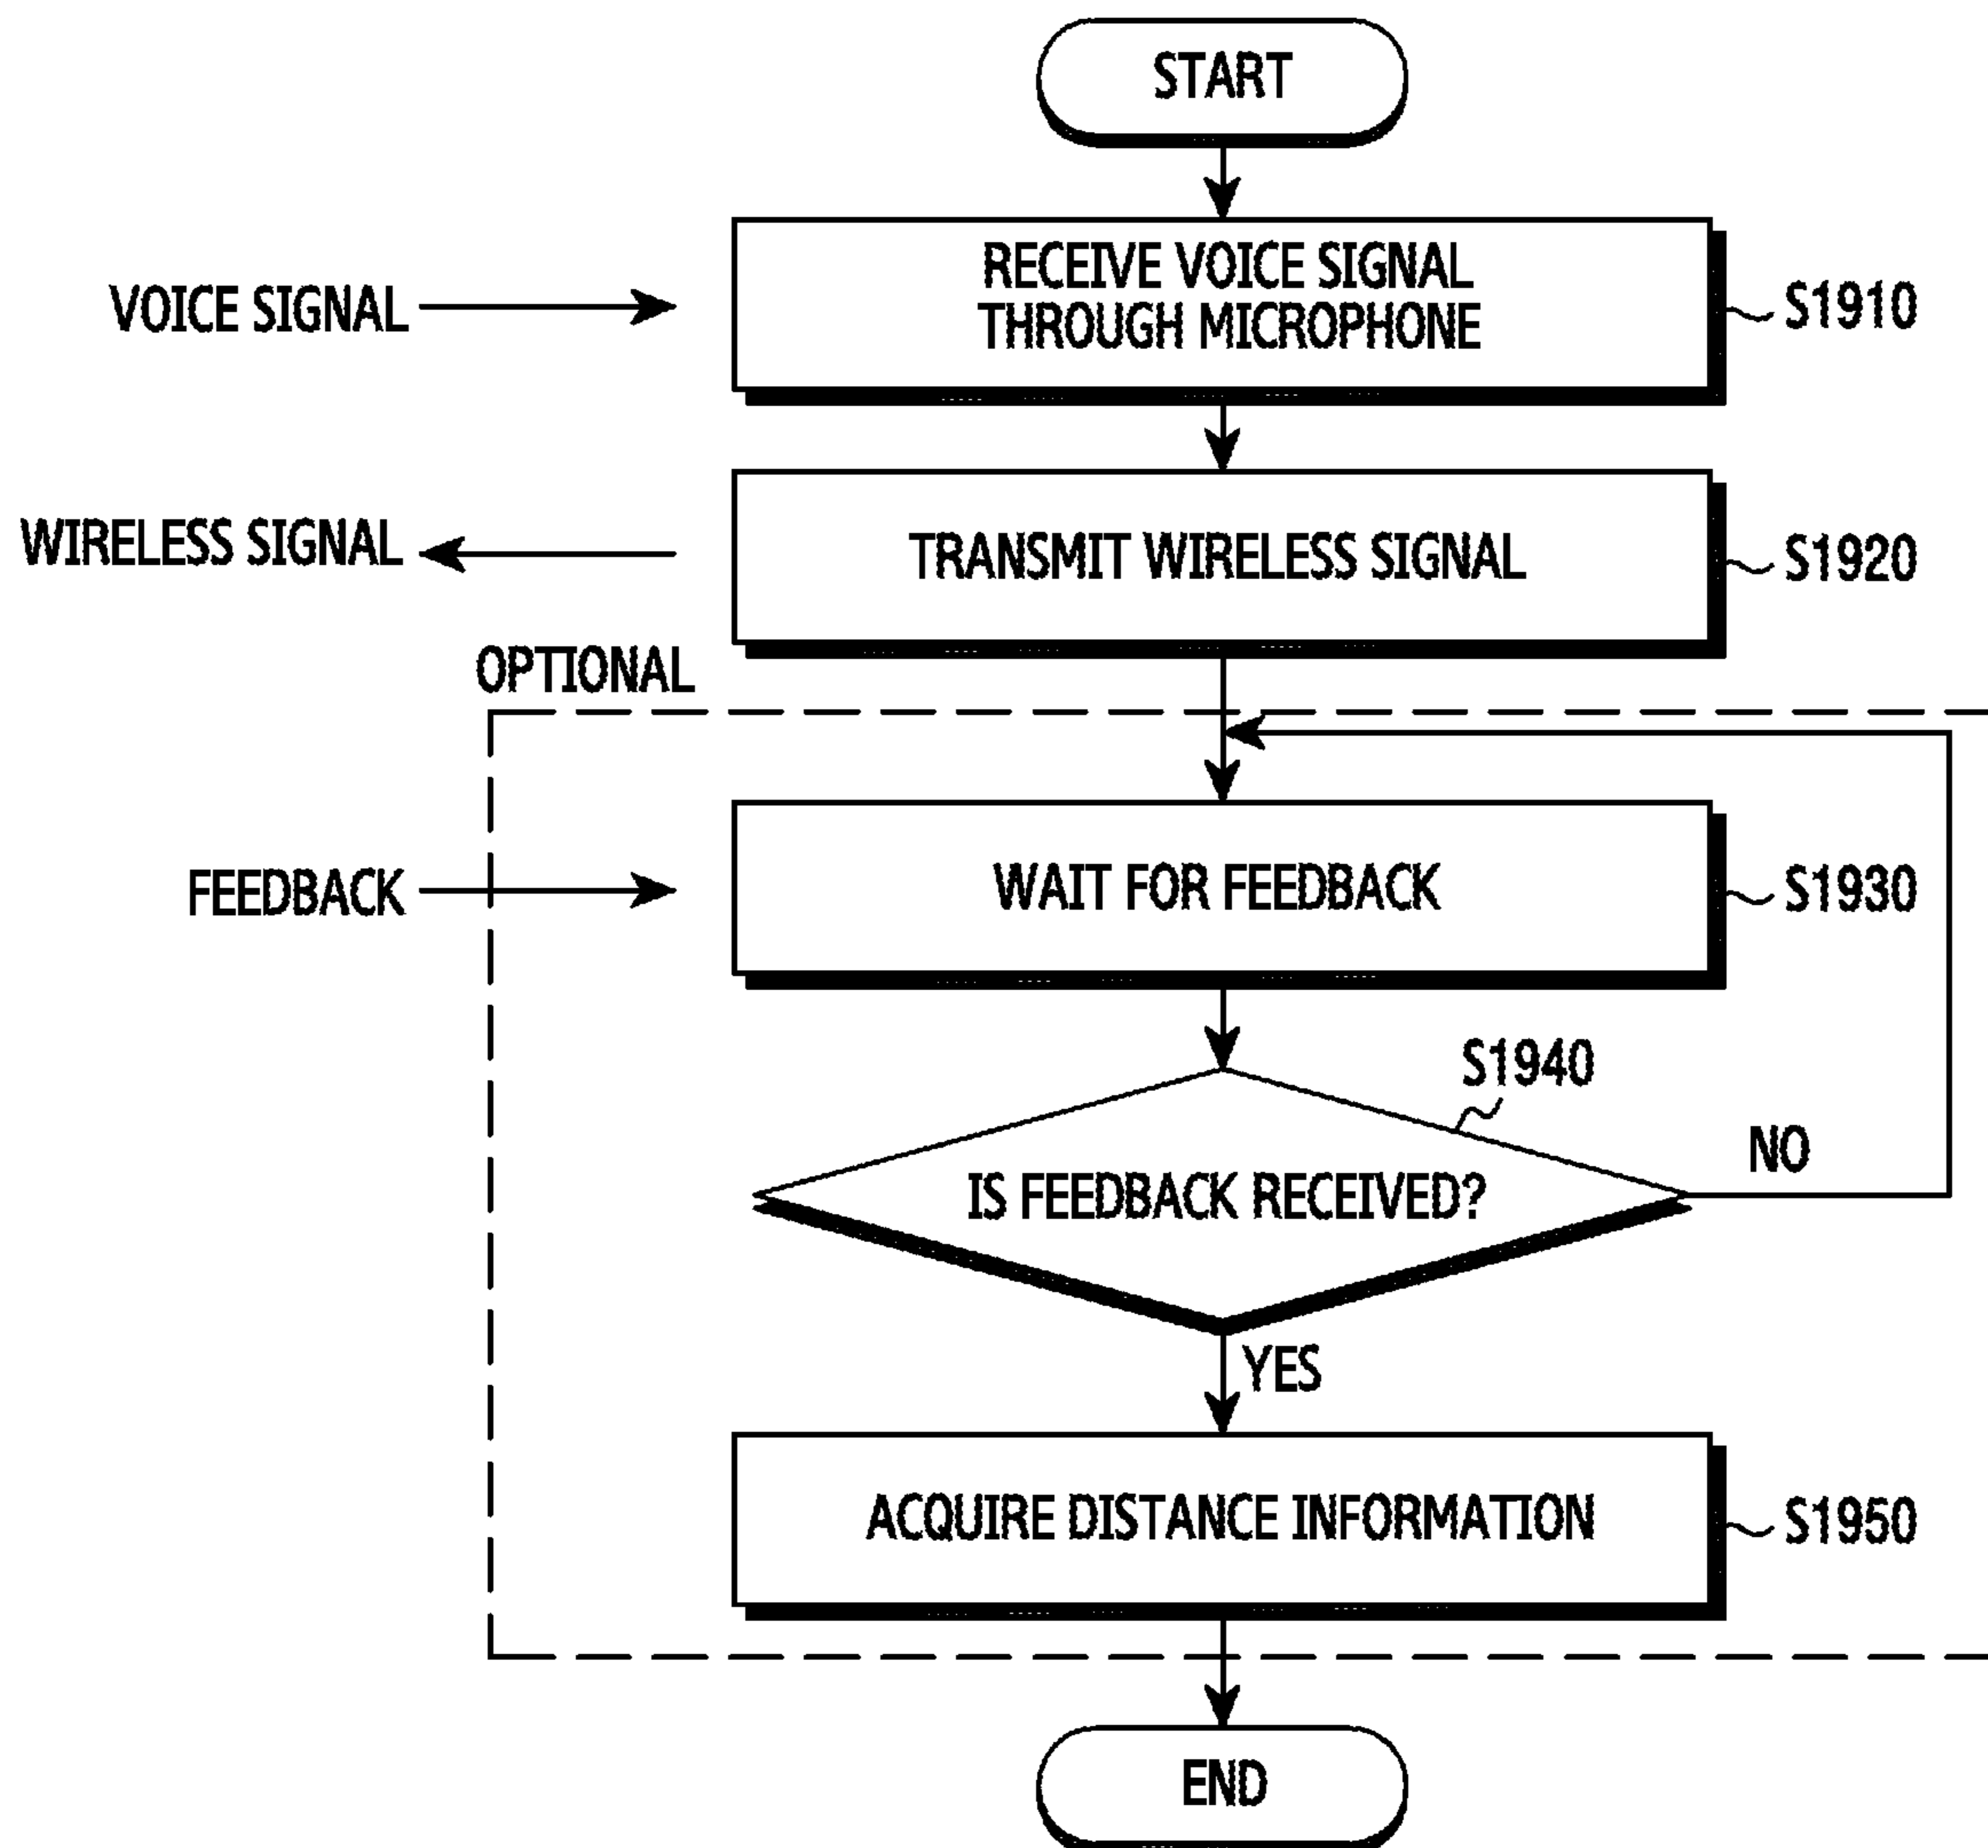 START
VOICE SIGNAL
RECEIVE VOICE SIGNAL
THROUGH MICROPHONE
S1910
WIRELESS SIGNAL
TRANSMIT WIRELESS SIGNAL
S1920
OPTIONAL
FEEDBACK
WAIT FOR FEEDBACK
S1930
S1940
IS FEEDBACK RECEIVED?
NO
YES
ACQUIRE DISTANCE INFORMATION
S1950
END